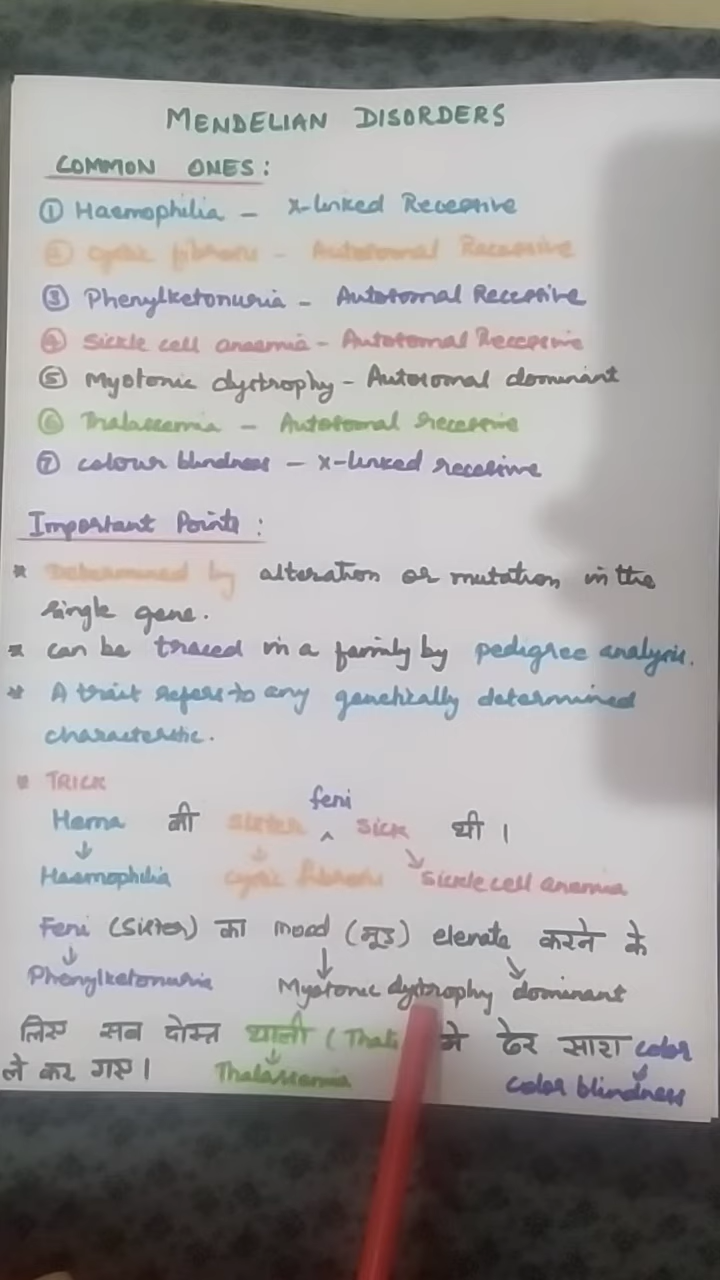 MENDELIAN DISORDERS
COMMON ONES:
① Haemophilia - X-linked Recessive
② Cystic fibrosis - Autosomal Recessive
③ Phenylketonuria - Autosomal Recessive
④ Sickle cell anaemia - Autosomal Recessive
⑤ Myotonic dystrophy - Autosomal dominant
⑥ Thalassemia - Autosomal recessive
⑦ colour blindness - X-linked recessive
Important Points:
* Determined by alteration or mutation in the
single gene.
* can be traced in a family by pedigree analysis.
* A trait refers to any genetically determined
characteristic.
* TRICK
feni
Hema की sister ^ sick थी ।
↓ ↓ ↘
Haemophilia cystic fibrosis sickle cell anemia
Feni (sister) का mood (मूड) elevate करने के
↓ ↓ ↘
Phenylketonuria Myotonic dystrophy dominant
लिए सब दोस्त थाली (Thali मे ढेर सारा color
ले कर गए । Thalassemia color blindness